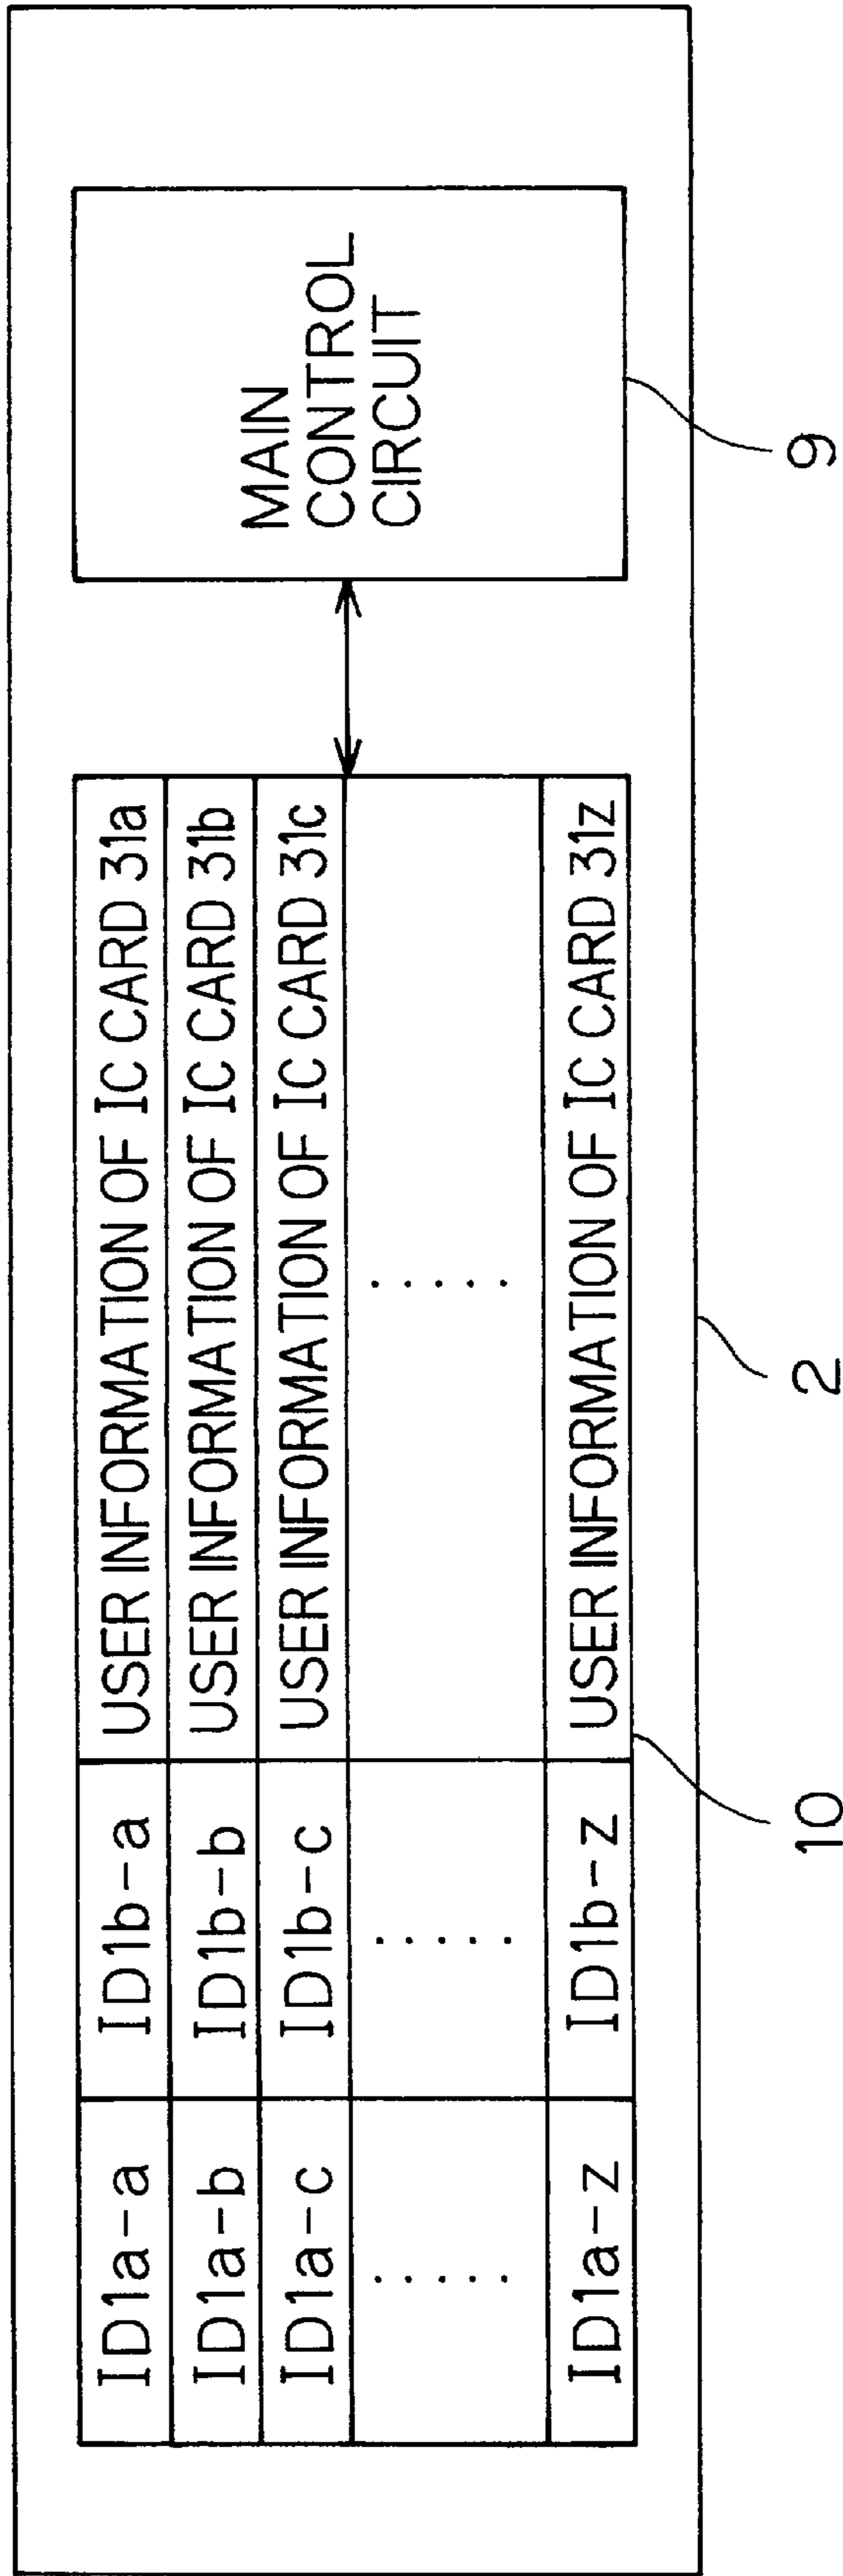 ID1a-a ID1b-a USER INFORMATION OF IC CARD 31a
ID1a-b ID1b-b USER INFORMATION OF IC CARD 31b
ID1a-c ID1b-c USER INFORMATION OF IC CARD 31c
..... ..... .....
ID1a-z ID1b-z USER INFORMATION OF IC CARD 31z
MAIN
CONTROL
CIRCUIT
10
2
9